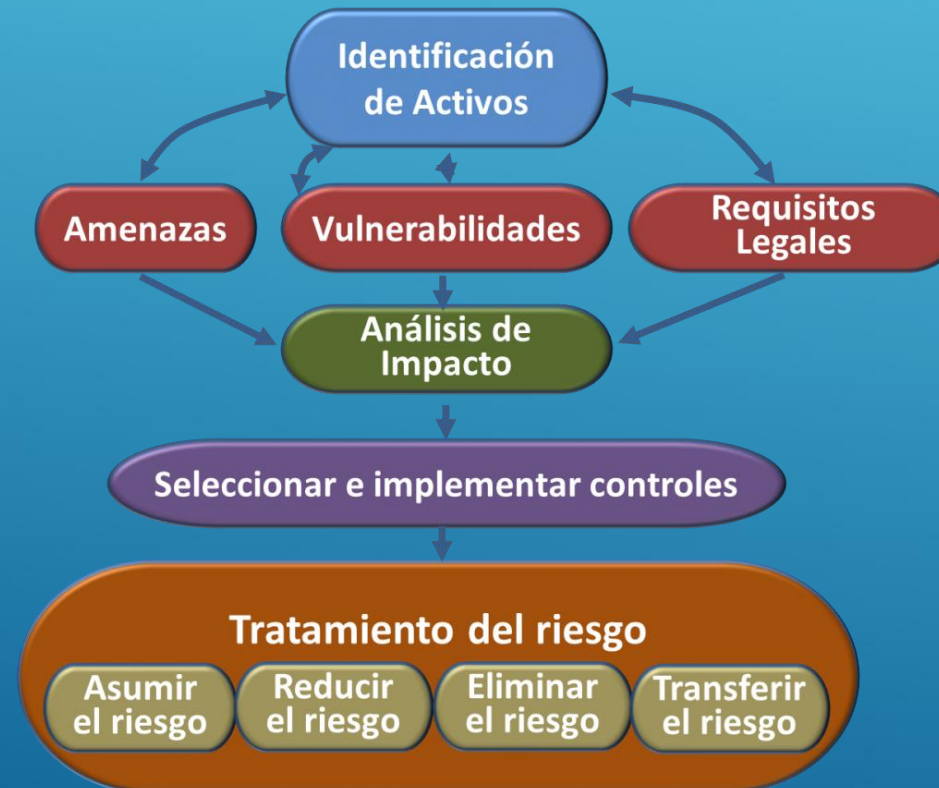 Identificación
de Activos
Amenazas
Vulnerabilidades
Requisitos
Legales
Análisis de
Impacto
Seleccionar e implementar controles
Tratamiento del riesgo
Asumir
el riesgo
Reducir
el riesgo
Eliminar
el riesgo
Transferir
el riesgo